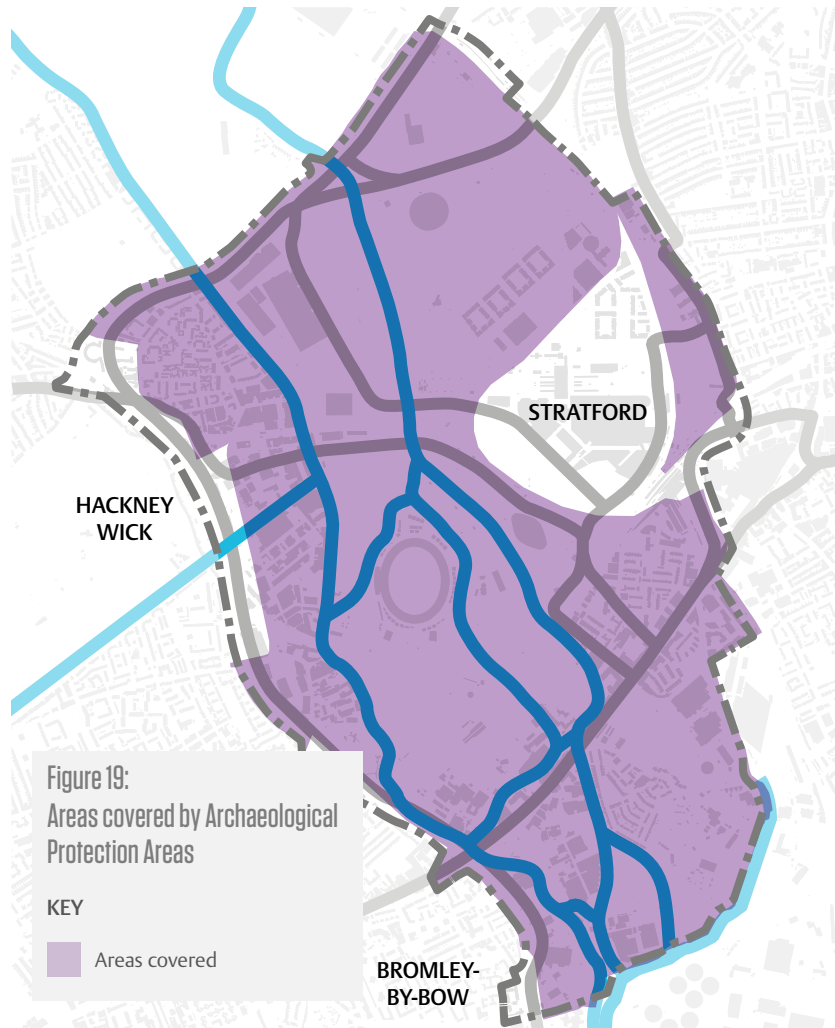 STRATFORD
HACKNEY
WICK
Figure 19:
Areas covered by Archaeological
Protection Areas
KEY
Areas covered
BROMLEY-
BY-BOW